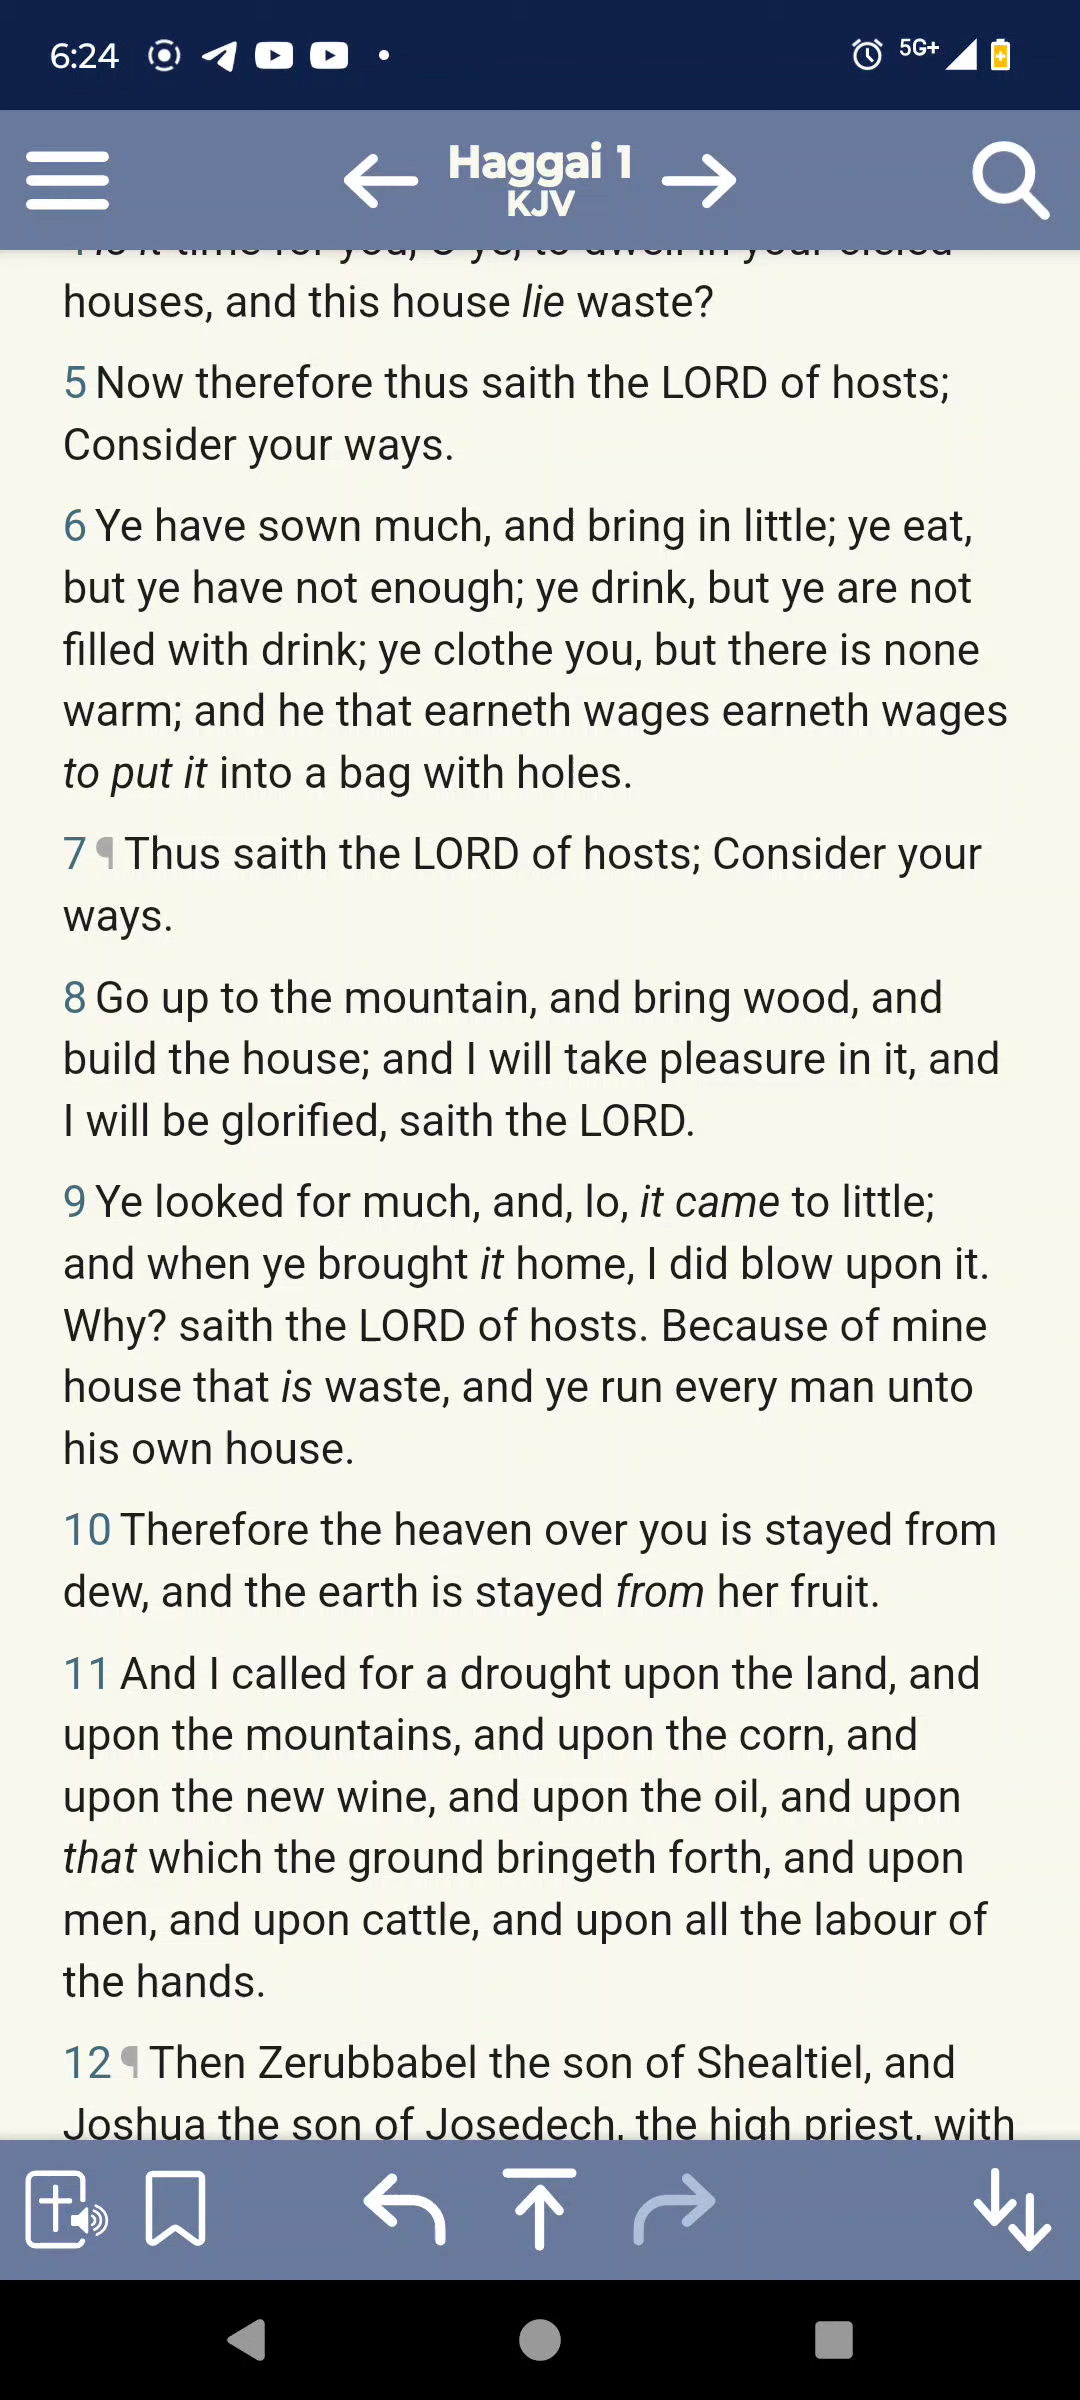 6:24
5G+
Haggai 1
KJV
houses, and this house lie waste?
5 Now therefore thus saith the LORD of hosts;
Consider your ways.
6 Ye have sown much, and bring in little; ye eat,
but ye have not enough; ye drink, but ye are not
filled with drink; ye clothe you, but there is none
warm; and he that earneth wages earneth wages
to put it into a bag with holes.
7 ¶ Thus saith the LORD of hosts; Consider your
ways.
8 Go up to the mountain, and bring wood, and
build the house; and I will take pleasure in it, and
I will be glorified, saith the LORD.
9 Ye looked for much, and, lo, it came to little;
and when ye brought it home, I did blow upon it.
Why? saith the LORD of hosts. Because of mine
house that is waste, and ye run every man unto
his own house.
10 Therefore the heaven over you is stayed from
dew, and the earth is stayed from her fruit.
11 And I called for a drought upon the land, and
upon the mountains, and upon the corn, and
upon the new wine, and upon the oil, and upon
that which the ground bringeth forth, and upon
men, and upon cattle, and upon all the labour of
the hands.
12 ¶ Then Zerubbabel the son of Shealtiel, and
Joshua the son of Josedech, the high priest, with